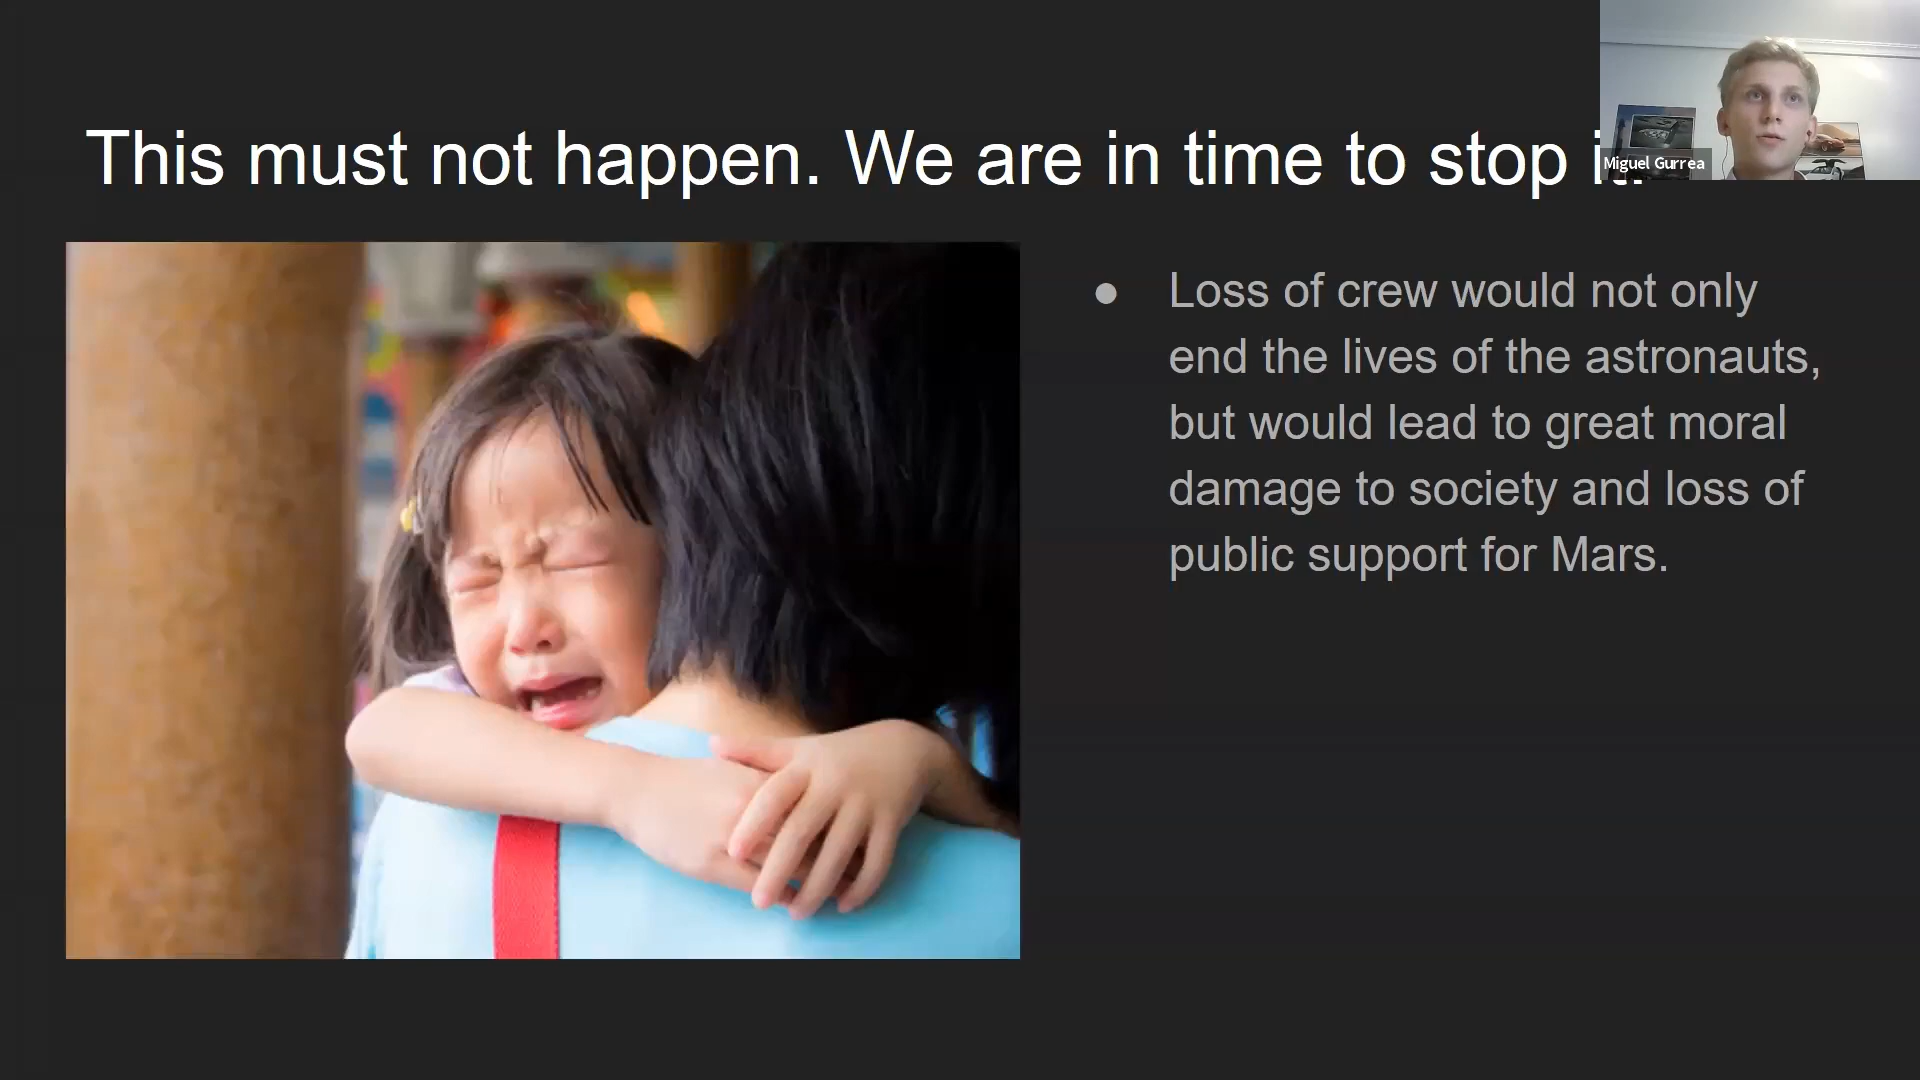 This must not happen. We are in time to stop it.
Miguel Gurrea
● Loss of crew would not only
end the lives of the astronauts,
but would lead to great moral
damage to society and loss of
public support for Mars.